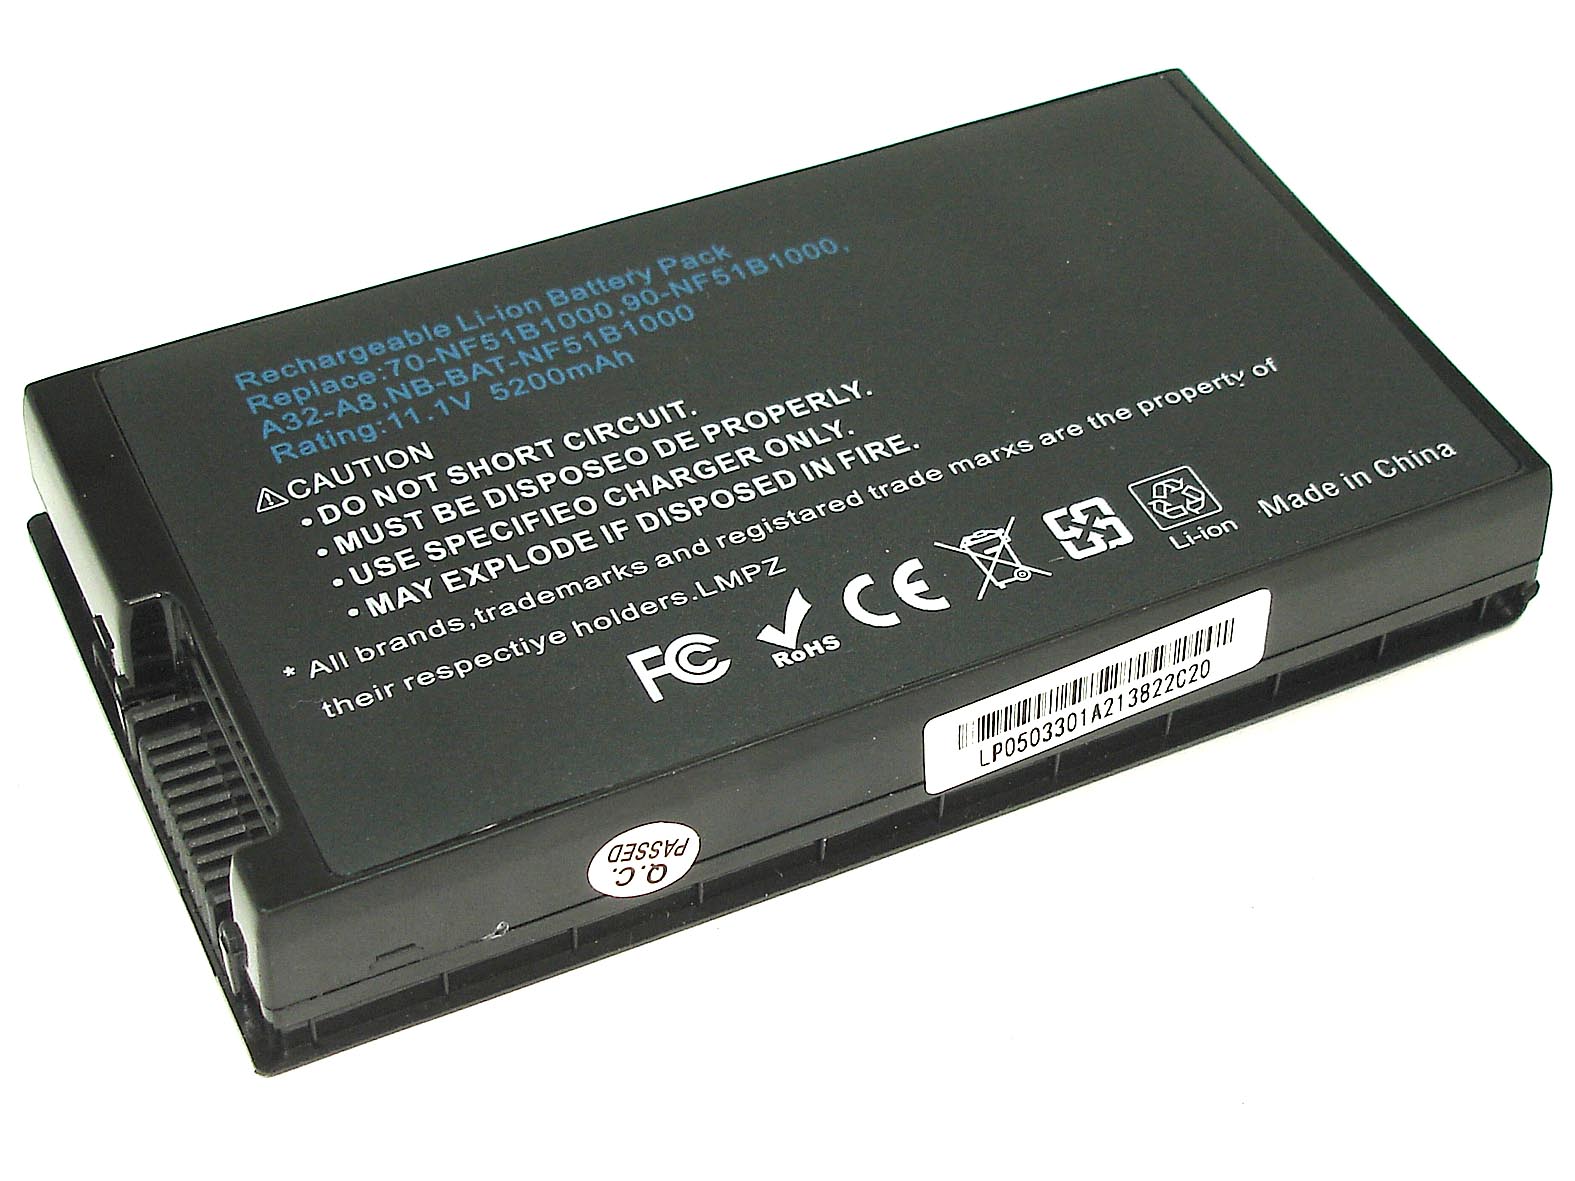 Rechargeable Li-ion Battery Pack
Replace:70-NF51B1000,90-NF51B1000,
A32-A8,NB-BAT-NF51B1000
Rating:11.1V 5200mAh
CAUTION
•DO NOT SHORT CIRCUIT.
•MUST BE DISPOSEO DE PROPERLY.
•USE SPECIFIEO CHARGER ONLY.
•MAY EXPLODE IF DISPOSED IN FIRE.
* All brands,trademarks and registared trade marxs are the property of
their respective holders.LMPZ
FC
RoHS
CE
Li-ion
Made in China
LP0503301A213822C20
Q.C.
PASSED